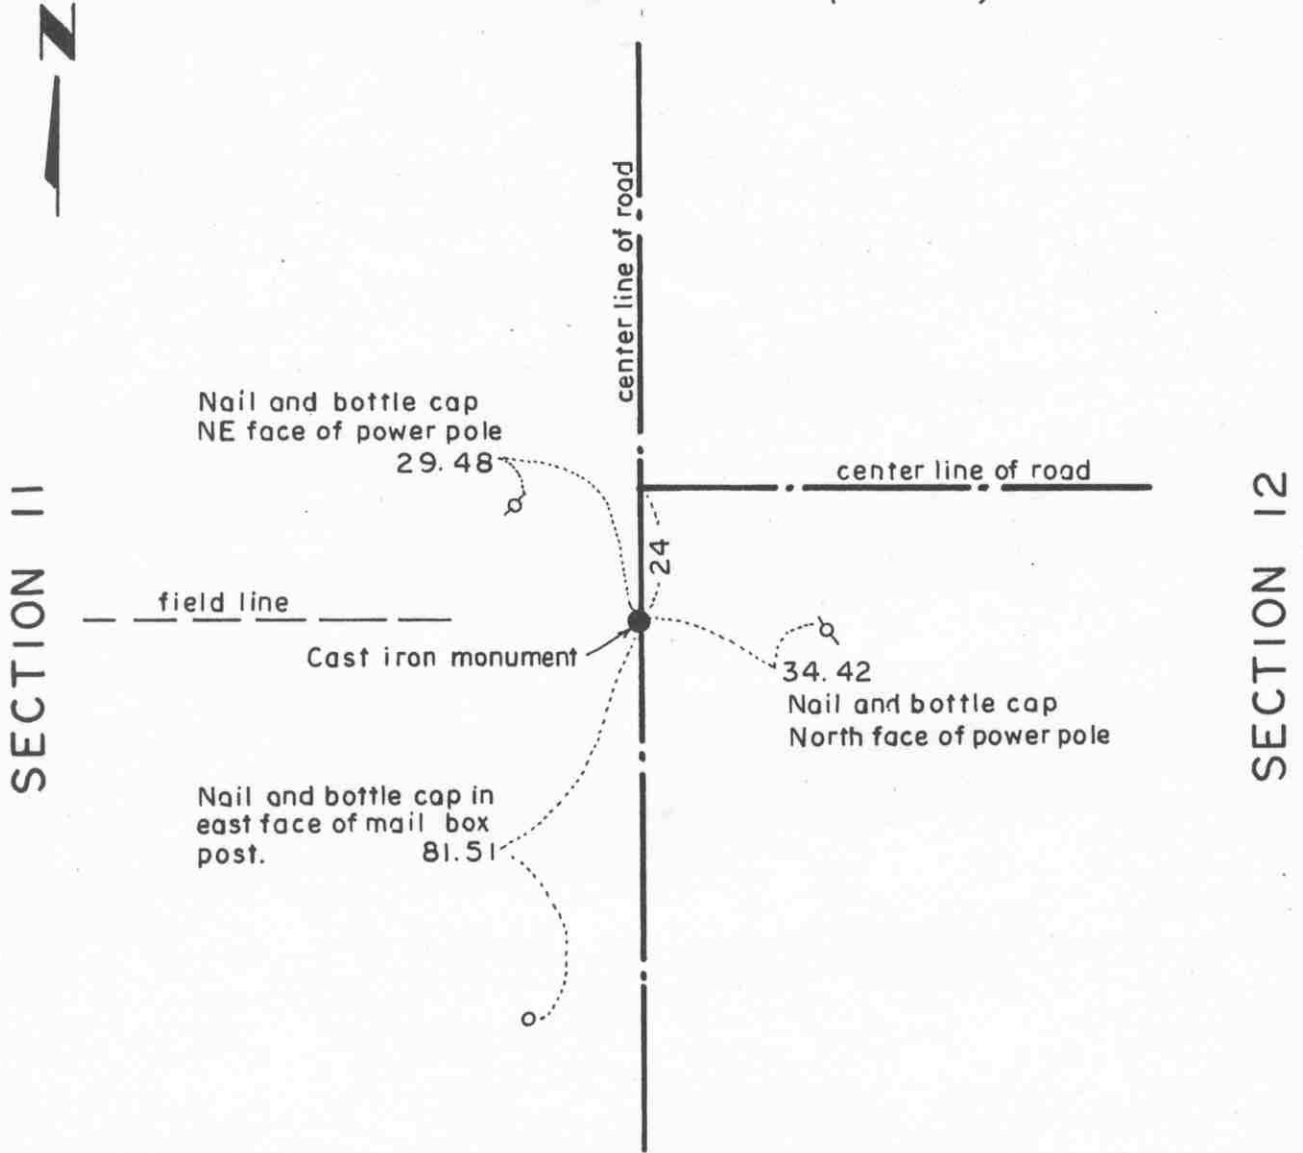 N
center line of road
Nail and bottle cap
NE face of power pole
29.48
center line of road
SECTION 11
SECTION 12
24
field line
Cast iron monument
34.42
Nail and bottle cap
North face of power pole
Nail and bottle cap in
east face of mail box
post. 81.51